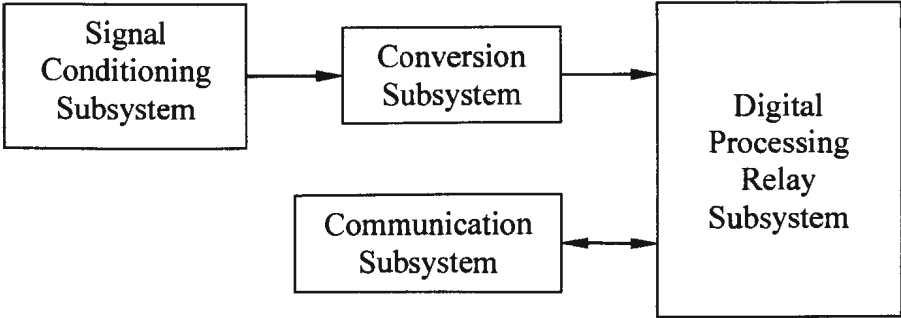 Signal
Conditioning
Subsystem
Conversion
Subsystem
Digital
Processing
Relay
Subsystem
Communication
Subsystem